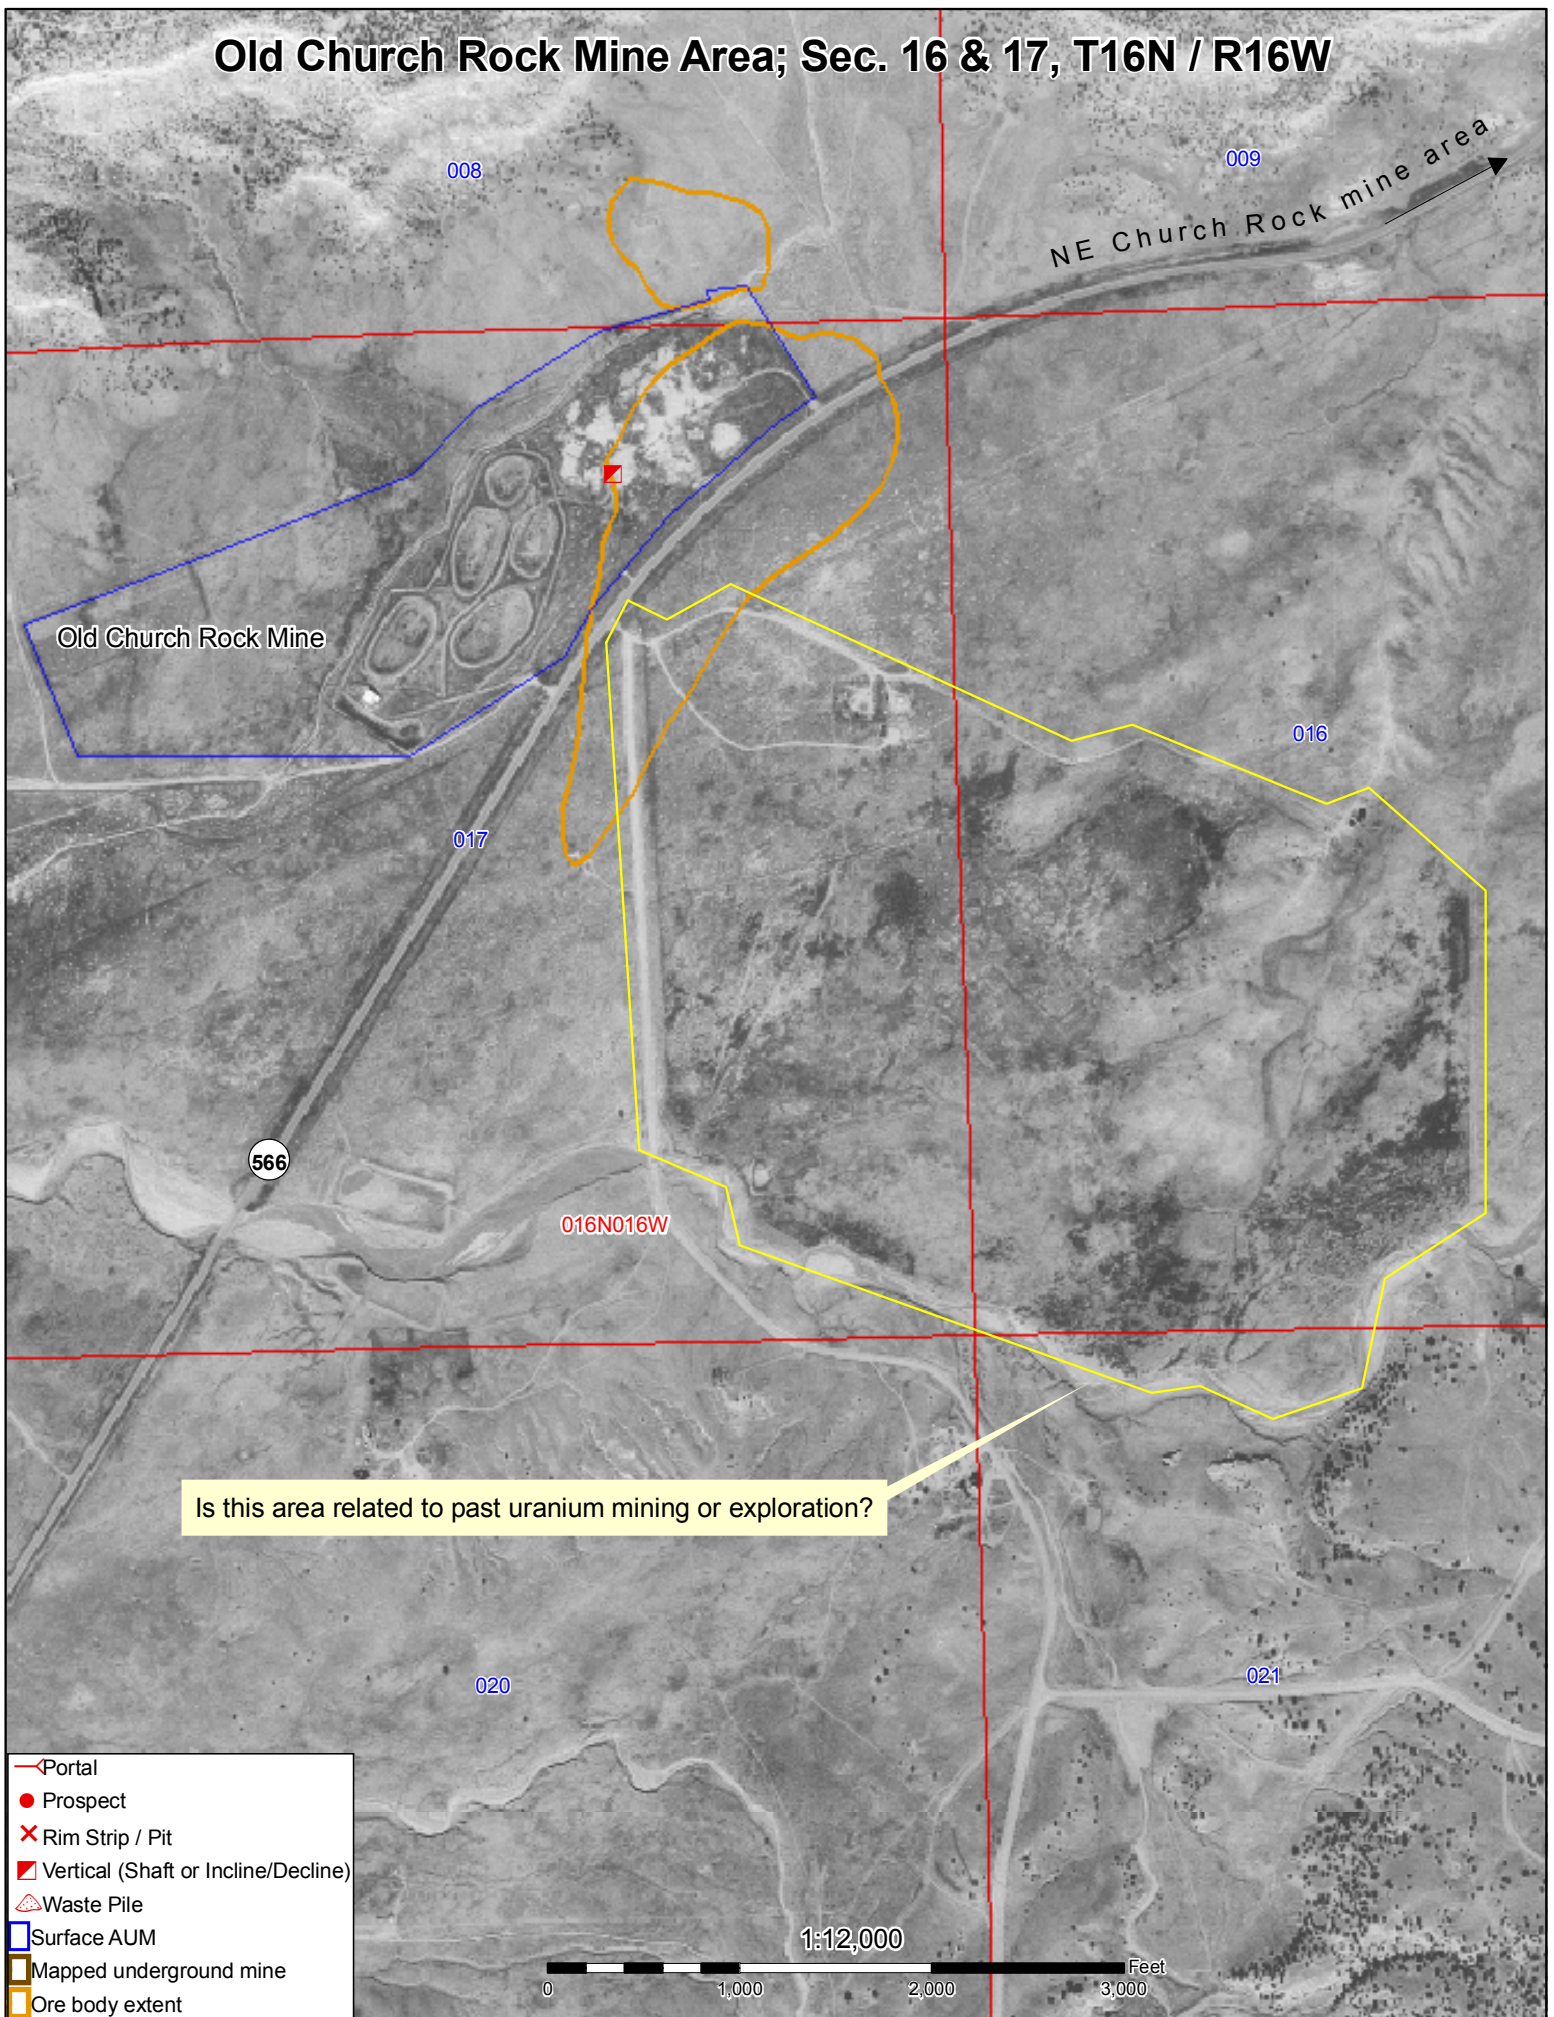 Old Church Rock Mine Area; Sec. 16 & 17, T16N / R16W
008
009
NE Church Rock mine area
Old Church Rock Mine
016
017
566
016N016W
Is this area related to past uranium mining or exploration?
020
021
Portal
Prospect
Rim Strip / Pit
Vertical (Shaft or Incline/Decline)
Waste Pile
Surface AUM
Mapped underground mine
Ore body extent
1:12,000
Feet
0 1,000 2,000 3,000